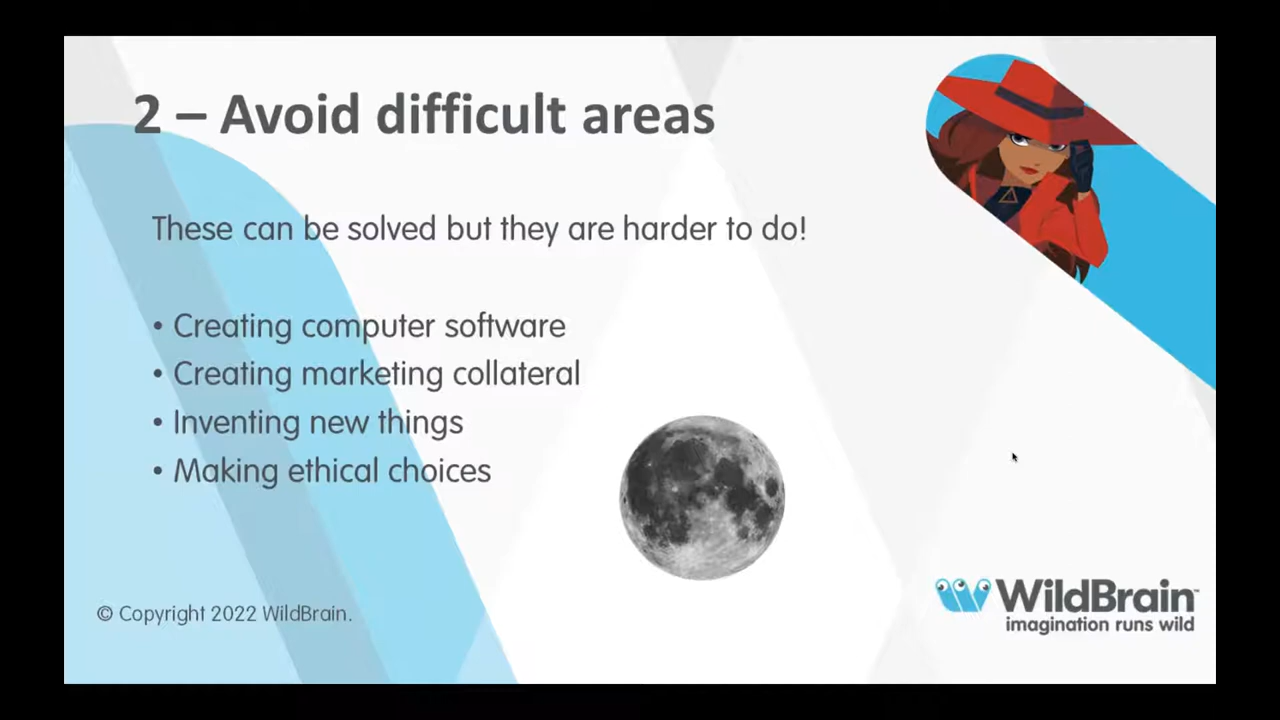 2 – Avoid difficult areas
These can be solved but they are harder to do!
• Creating computer software
• Creating marketing collateral
• Inventing new things
• Making ethical choices
© Copyright 2022 WildBrain.
WildBrain™
imagination runs wild